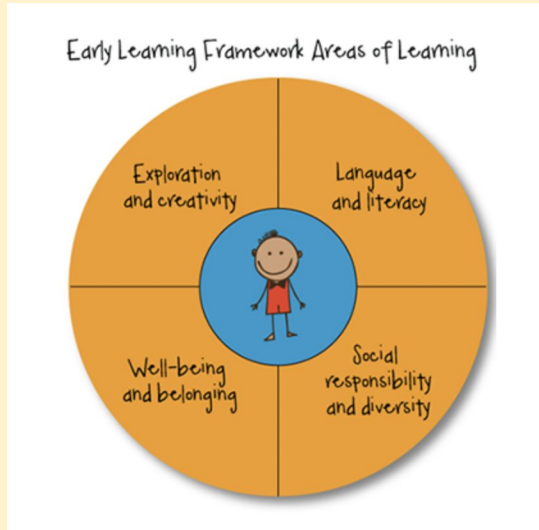 Early Learning Framework Areas of Learning
Exploration
and creativity
Language
and literacy
Well-being
and belonging
Social
responsibility
and diversity